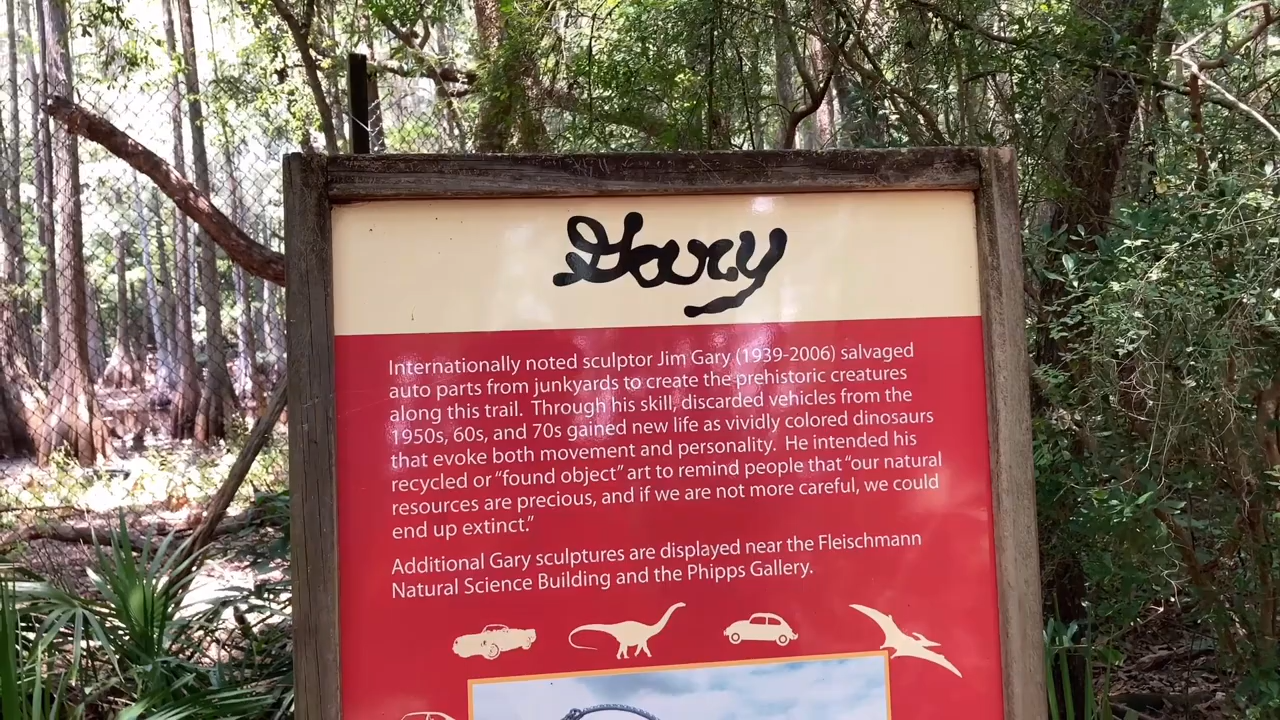 Gary
Internationally noted sculptor Jim Gary (1939-2006) salvaged
auto parts from junkyards to create the prehistoric creatures
along this trail. Through his skill, discarded vehicles from the
1950s, 60s, and 70s gained new life as vividly colored dinosaurs
that evoke both movement and personality. He intended his
recycled or “found object” art to remind people that “our natural
resources are precious, and if we are not more careful, we could
end up extinct.”
Additional Gary sculptures are displayed near the Fleischmann
Natural Science Building and the Phipps Gallery.